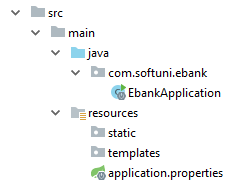 src
main
java
com.softuni.ebank
EbankApplication
resources
static
templates
application.properties